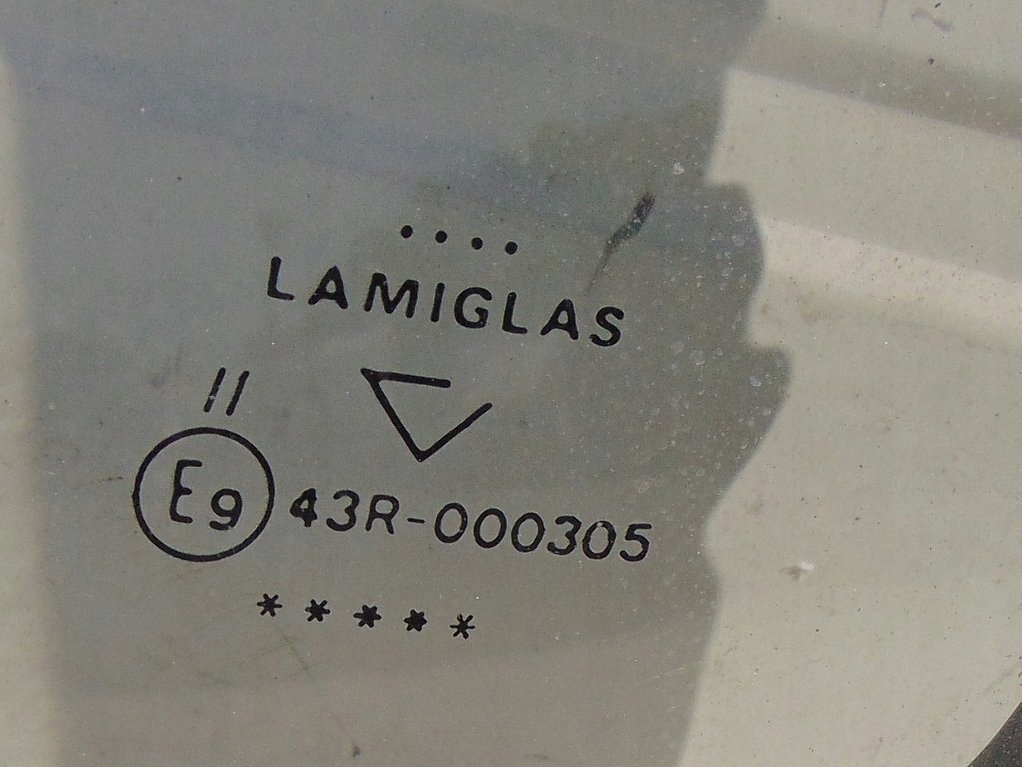 ••••
LAMIGLAS
II
E9 43R-000305
*****